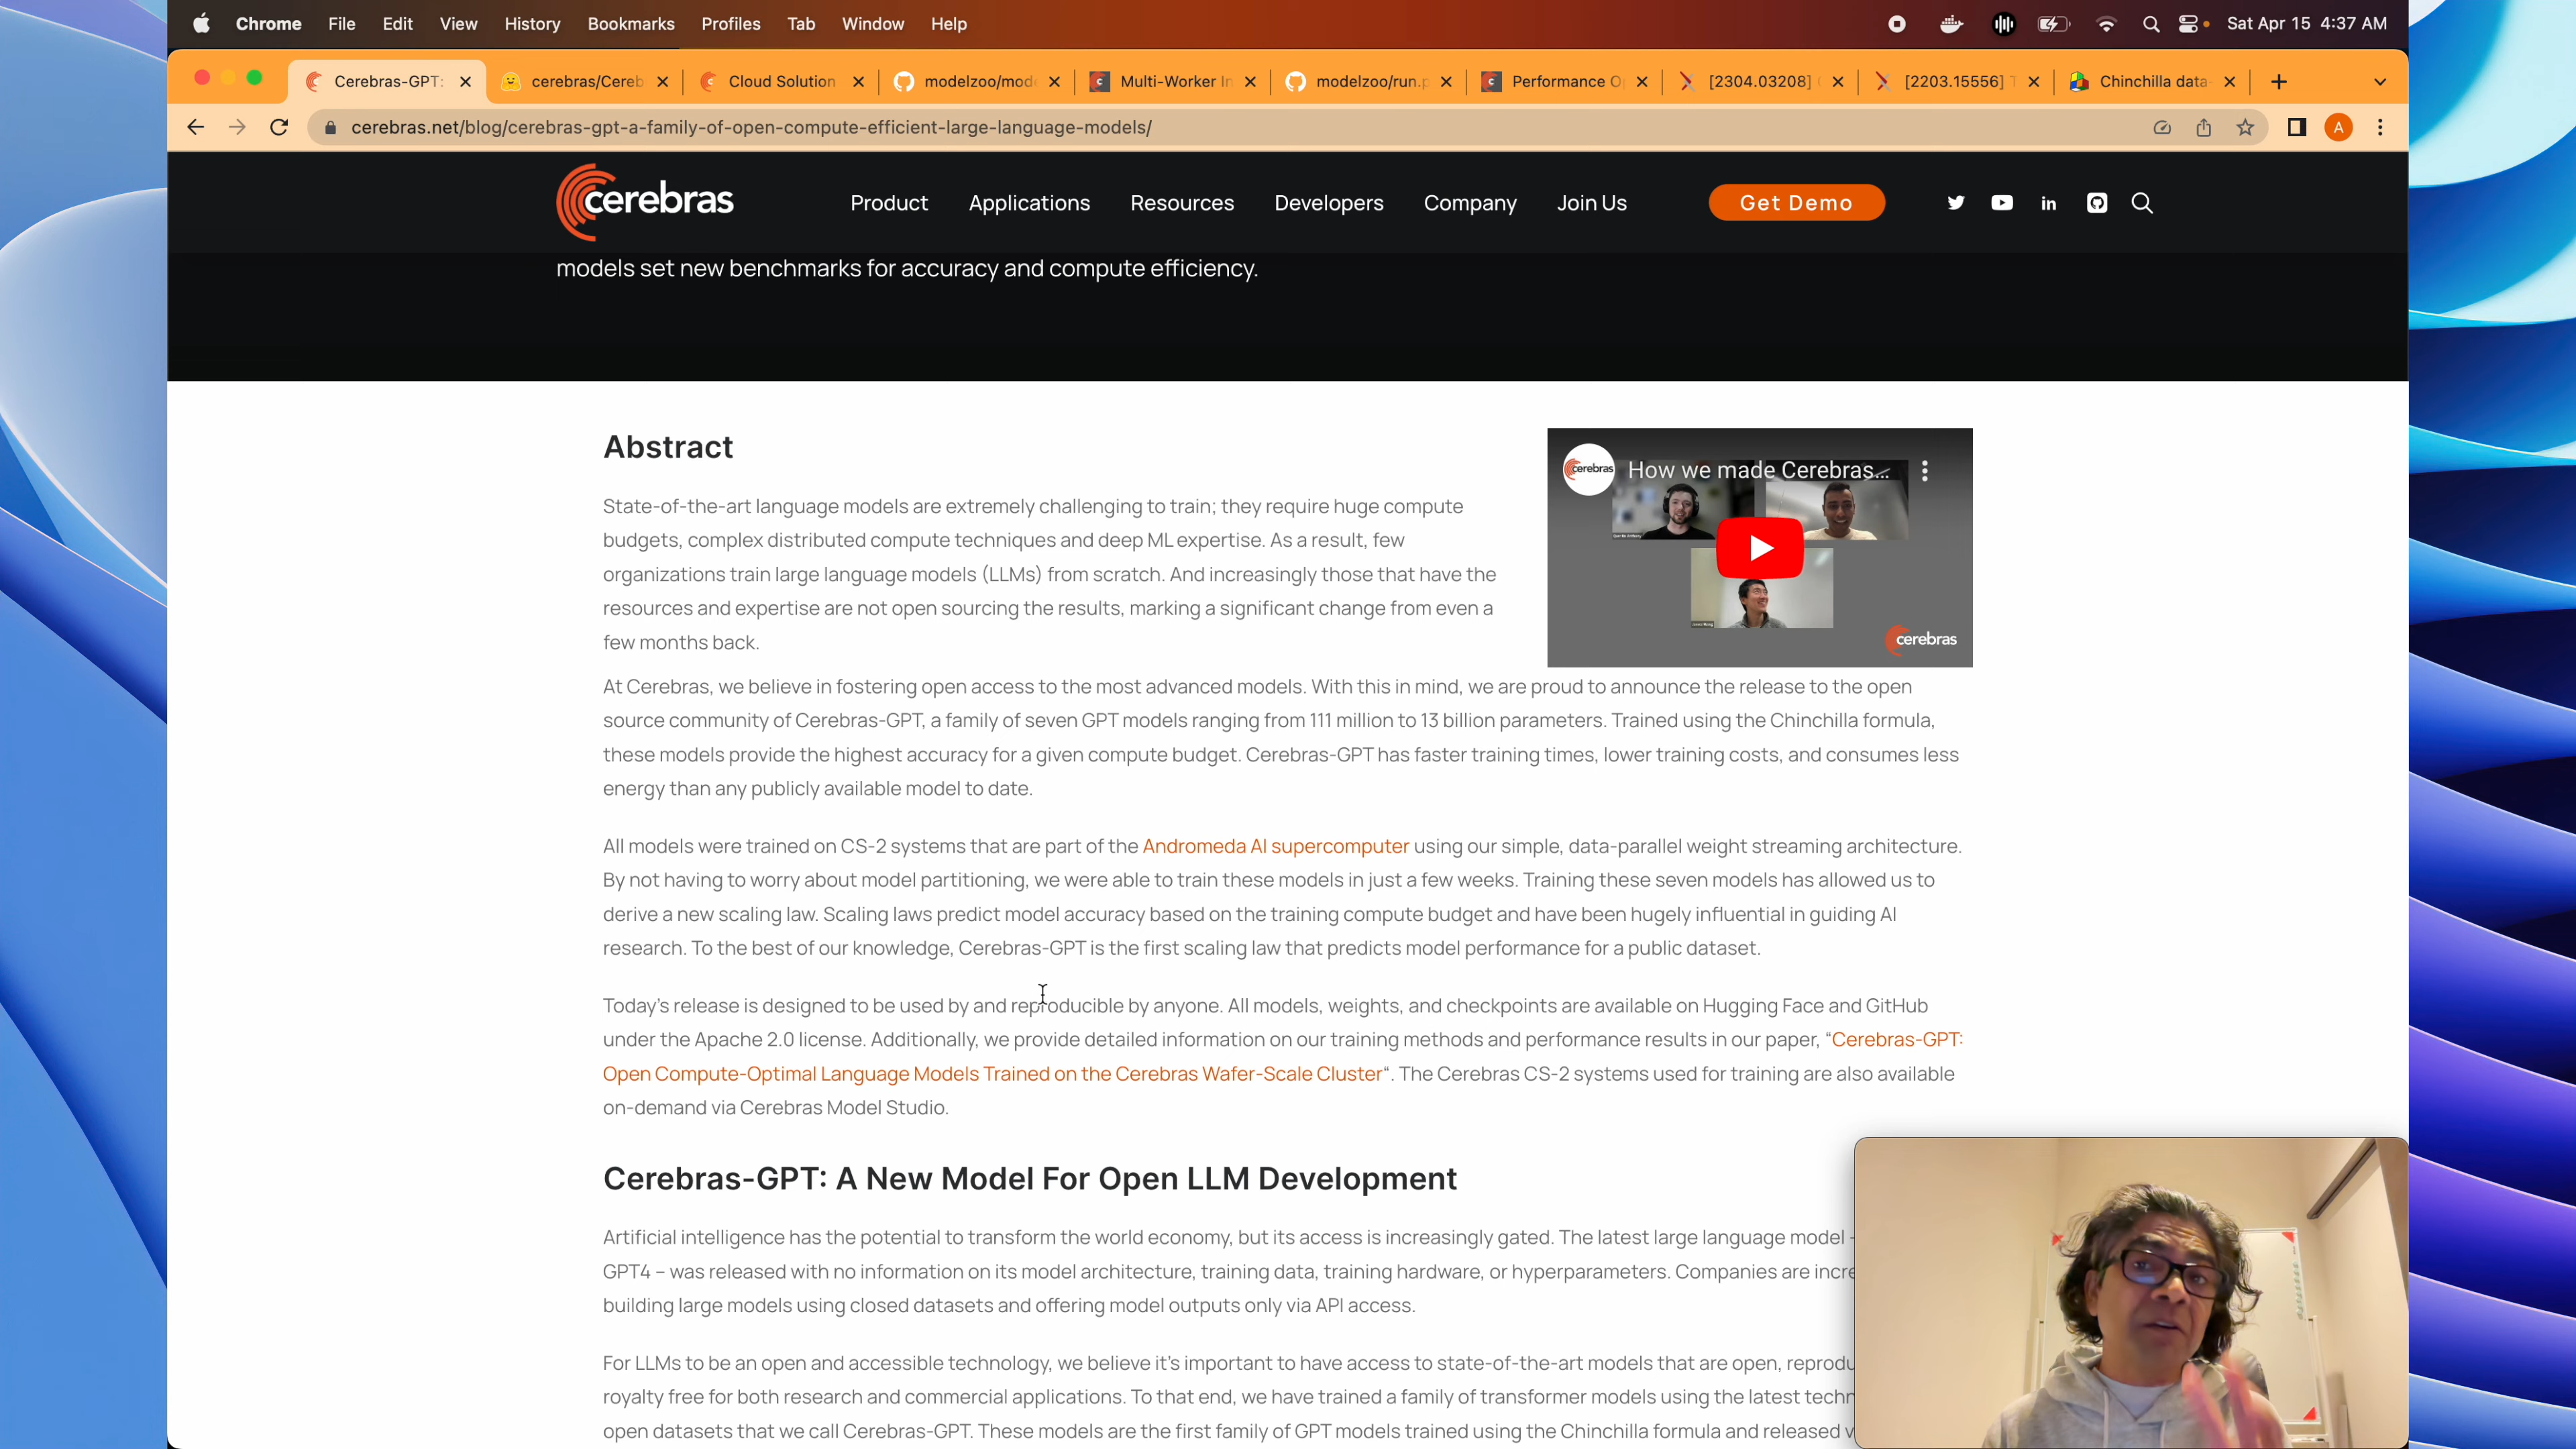 Chrome File Edit View History Bookmarks Profiles Tab Window Help Sat Apr 15 4:37 AM
Cerebras-GPT: cerebras/Cereb Cloud Solution modelzoo/mode Multi-Worker In modelzoo/run.p Performance O [2304.03208] [2203.15556] T Chinchilla data-
cerebras.net/blog/cerebras-gpt-a-family-of-open-compute-efficient-large-language-models/ A
cerebras Product Applications Resources Developers Company Join Us Get Demo
models set new benchmarks for accuracy and compute efficiency.
Abstract
State-of-the-art language models are extremely challenging to train; they require huge compute
budgets, complex distributed compute techniques and deep ML expertise. As a result, few
organizations train large language models (LLMs) from scratch. And increasingly those that have the
resources and expertise are not open sourcing the results, marking a significant change from even a
few months back.
cerebras How we made Cerebras...
cerebras
At Cerebras, we believe in fostering open access to the most advanced models. With this in mind, we are proud to announce the release to the open
source community of Cerebras-GPT, a family of seven GPT models ranging from 111 million to 13 billion parameters. Trained using the Chinchilla formula,
these models provide the highest accuracy for a given compute budget. Cerebras-GPT has faster training times, lower training costs, and consumes less
energy than any publicly available model to date.
All models were trained on CS-2 systems that are part of the Andromeda AI supercomputer using our simple, data-parallel weight streaming architecture.
By not having to worry about model partitioning, we were able to train these models in just a few weeks. Training these seven models has allowed us to
derive a new scaling law. Scaling laws predict model accuracy based on the training compute budget and have been hugely influential in guiding AI
research. To the best of our knowledge, Cerebras-GPT is the first scaling law that predicts model performance for a public dataset.
Today's release is designed to be used by and reproducible by anyone. All models, weights, and checkpoints are available on Hugging Face and GitHub
under the Apache 2.0 license. Additionally, we provide detailed information on our training methods and performance results in our paper, “Cerebras-GPT:
Open Compute-Optimal Language Models Trained on the Cerebras Wafer-Scale Cluster“. The Cerebras CS-2 systems used for training are also available
on-demand via Cerebras Model Studio.
Cerebras-GPT: A New Model For Open LLM Development
Artificial intelligence has the potential to transform the world economy, but its access is increasingly gated. The latest large language model –
GPT4 – was released with no information on its model architecture, training data, training hardware, or hyperparameters. Companies are incre
building large models using closed datasets and offering model outputs only via API access.
For LLMs to be an open and accessible technology, we believe it's important to have access to state-of-the-art models that are open, reprodu
royalty free for both research and commercial applications. To that end, we have trained a family of transformer models using the latest techn
open datasets that we call Cerebras-GPT. These models are the first family of GPT models trained using the Chinchilla formula and released v